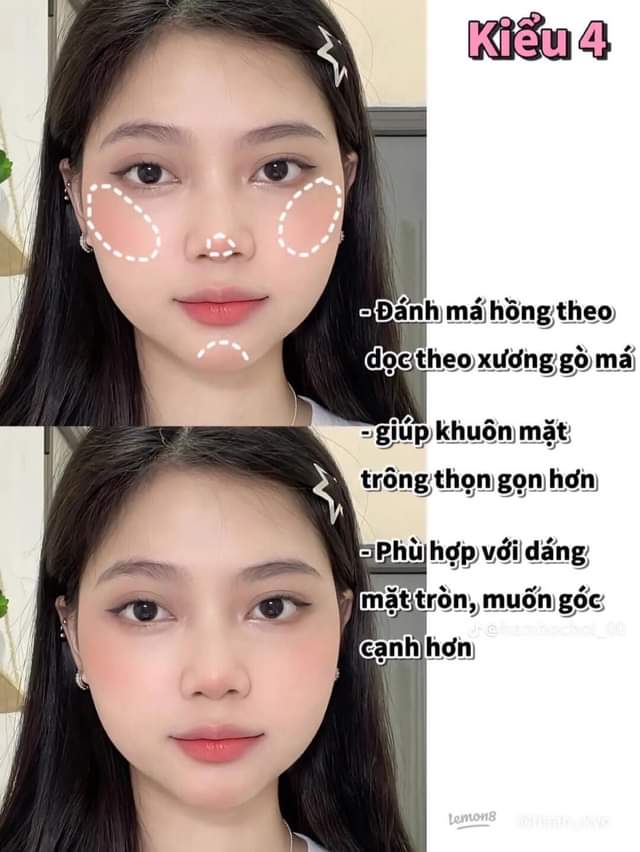 Kiểu 4
- Đánh má hồng theo
dọc theo xương gò má
- giúp khuôn mặt
trông thọn gọn hơn
- Phù hợp với dáng
mặt tròn, muốn góc
cạnh hơn
lemon8